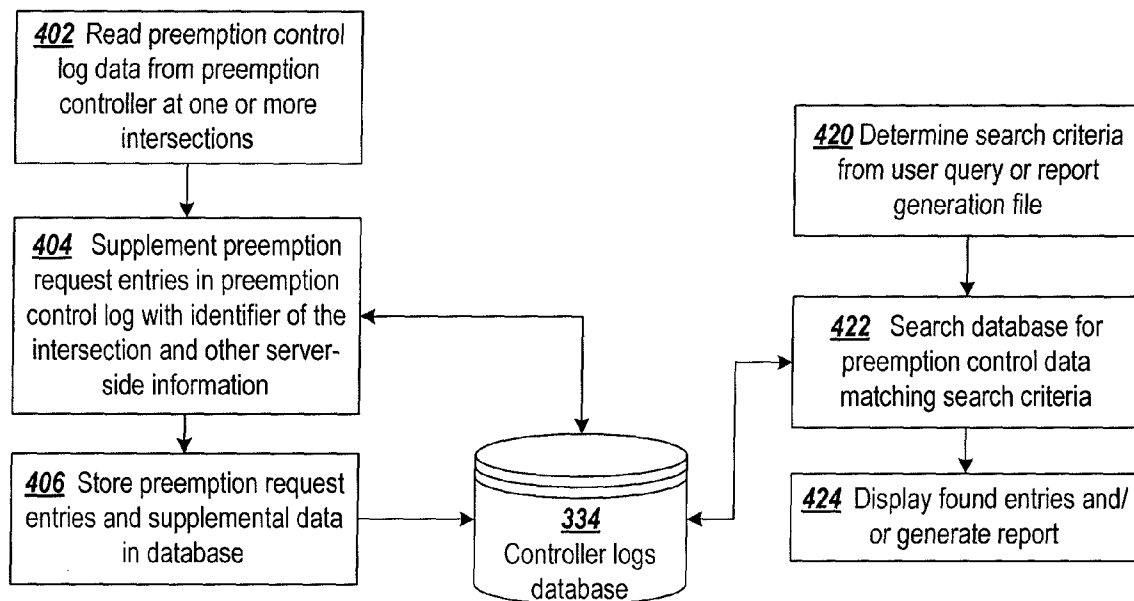 402 Read preemption control
log data from preemption
controller at one or more
intersections
404 Supplement preemption
request entries in preemption
control log with identifier of the
intersection and other server-
side information
406 Store preemption request
entries and supplemental data
in database
334
Controller logs
database
420 Determine search criteria
from user query or report
generation file
422 Search database for
preemption control data
matching search criteria
424 Display found entries and/
or generate report